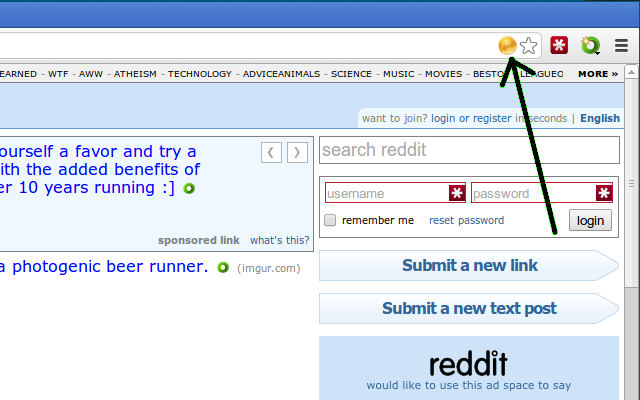 EARNED - WTF - AWW - ATHEISM - TECHNOLOGY - ADVICEANIMALS - SCIENCE - MUSIC - MOVIES - BESTO LEAGUEO MORE »
want to join? login or register in seconds | English
ourself a favor and try a
ith the added benefits of
er 10 years running :]
sponsored link what's this?
a photogenic beer runner. (imgur.com)
search reddit
username password
remember me reset password login
Submit a new link
Submit a new text post
reddit
would like to use this ad space to say